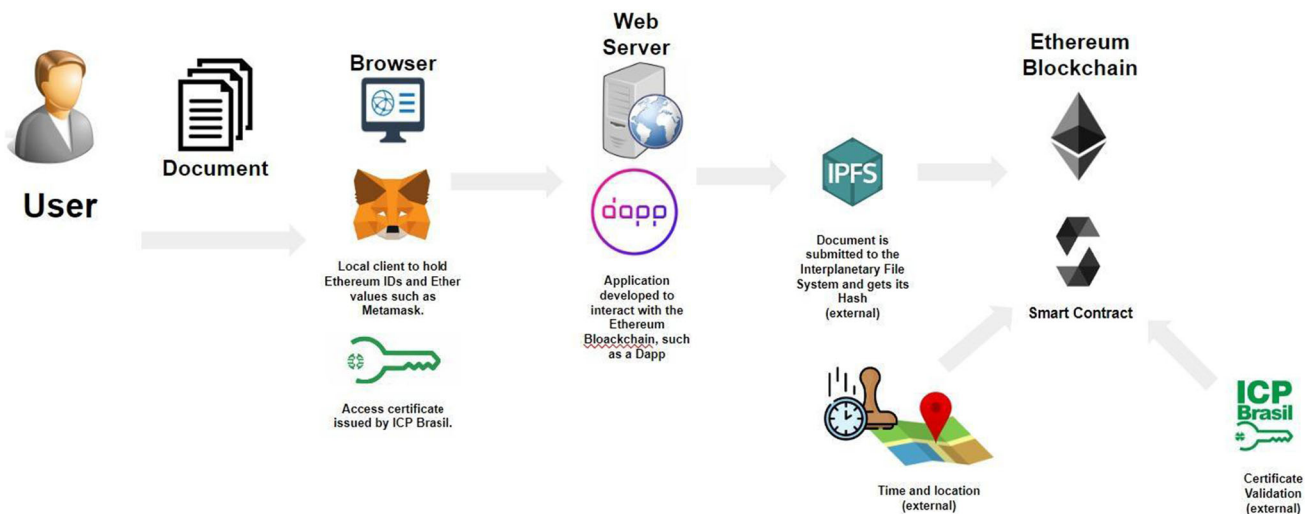 User
Document
Browser
Local client to hold
Ethereum IDs and Ether
values such as
Metamask.
Access certificate
issued by ICP Brasil.
Web
Server
dapp
Application
developed to
interact with the
Ethereum
Bloackchain, such
as a Dapp
IPFS
Document is
submitted to the
Interplanetary File
System and gets its
Hash
(external)
Ethereum
Blockchain
Smart Contract
Time and location
(external)
ICP
Brasil
Certificate
Validation
(external)